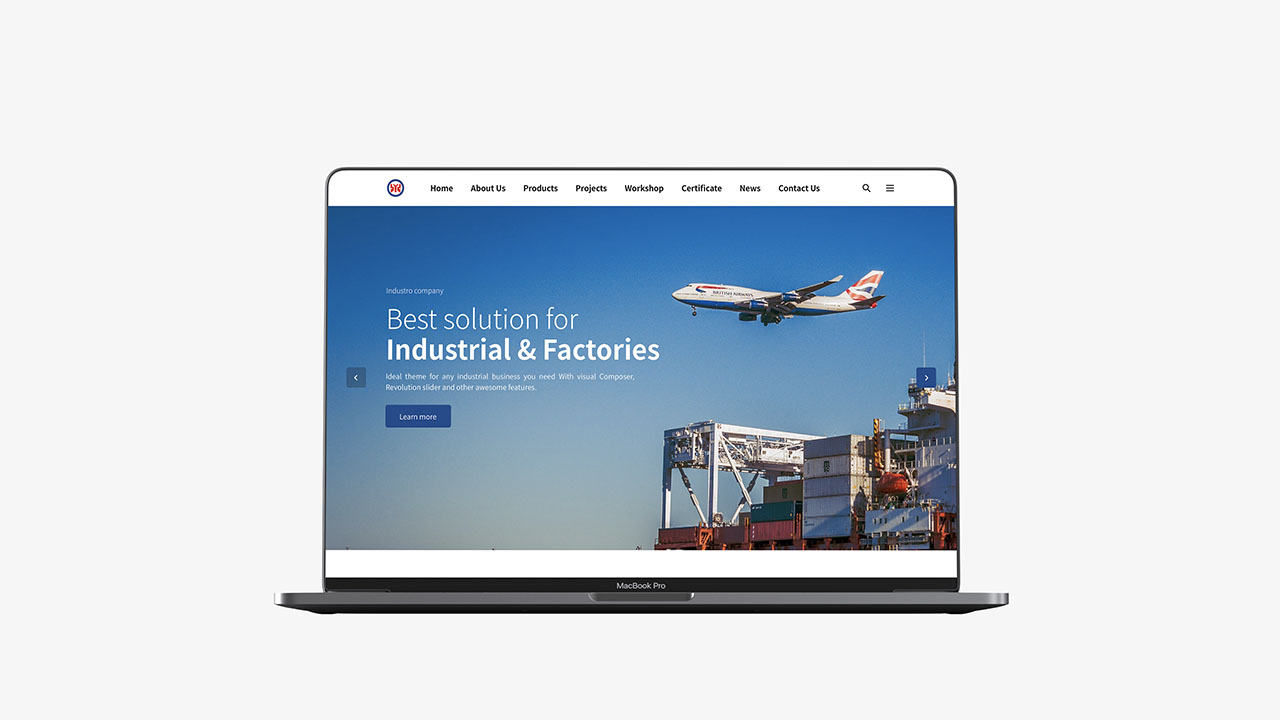 Home About Us Products Projects Workshop Certificate News Contact Us
Industro company
Best solution for
Industrial & Factories
Ideal theme for any industrial business you need With visual Composer,
Revolution slider and other awesome features.
Learn more
BRITISH AIRWAYS
MacBook Pro